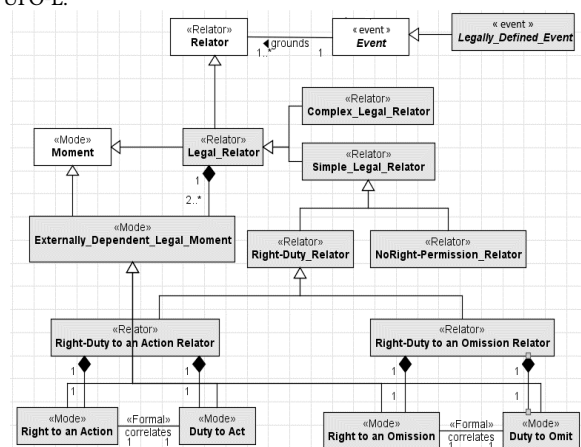 UFO L.
«Relator»
Relator
◀grounds
1..*
1
«event»
Event
« event »
Legally_Defined_Event
«Relator»
Complex_Legal_Relator
«Mode»
Moment
«Relator»
Legal_Relator
«Relator»
Simple_Legal_Relator
1
2..*
«Mode»
Externally_Dependent_Legal_Moment
«Relator»
Right-Duty_Relator
«Relator»
NoRight-Permission_Relator
«Relator»
Right-Duty to an Action Relator
«Relator»
Right-Duty to an Omission Relator
1
1
1
1
1
1
1
1
«Mode»
Right to an Action
«Formal»
correlates
1
1
«Mode»
Duty to Act
«Mode»
Right to an Omission
«Formal»
correlates
1
1
«Mode»
Duty to Omit